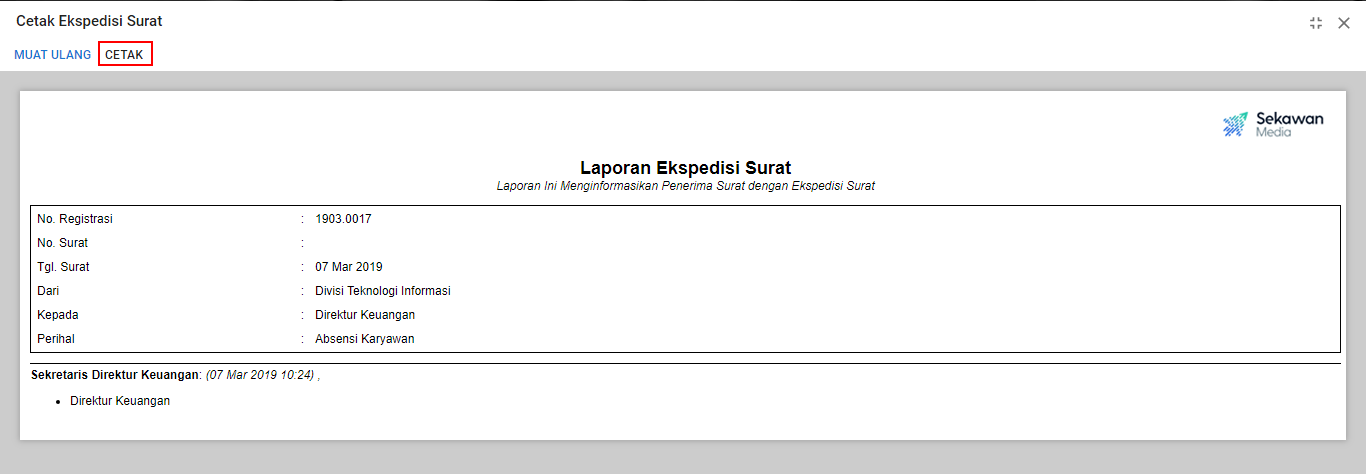 Cetak Ekspedisi Surat
MUAT ULANG CETAK
Sekawan
Media
Laporan Ekspedisi Surat
Laporan Ini Menginformasikan Penerima Surat dengan Ekspedisi Surat
No. Registrasi : 1903.0017
No. Surat :
Tgl. Surat : 07 Mar 2019
Dari : Divisi Teknologi Informasi
Kepada : Direktur Keuangan
Perihal : Absensi Karyawan
Sekretaris Direktur Keuangan: (07 Mar 2019 10:24) ,
• Direktur Keuangan